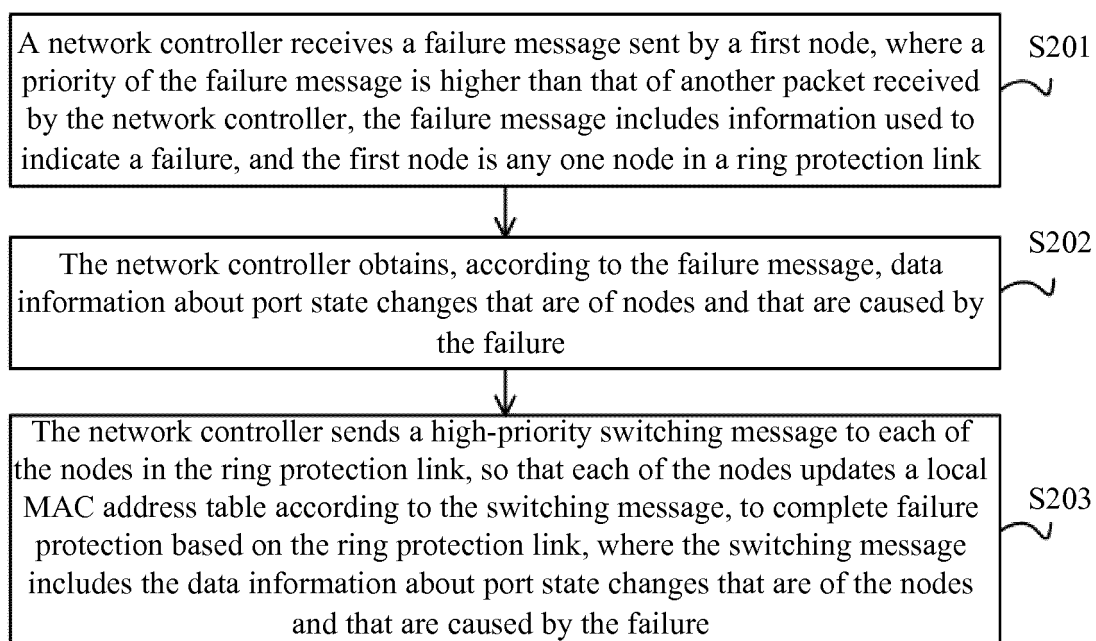 A network controller receives a failure message sent by a first node, where a
priority of the failure message is higher than that of another packet received
by the network controller, the failure message includes information used to
indicate a failure, and the first node is any one node in a ring protection link
S201
The network controller obtains, according to the failure message, data
information about port state changes that are of nodes and that are caused by
the failure
S202
The network controller sends a high-priority switching message to each of
the nodes in the ring protection link, so that each of the nodes updates a local
MAC address table according to the switching message, to complete failure
protection based on the ring protection link, where the switching message
includes the data information about port state changes that are of the nodes
and that are caused by the failure
S203